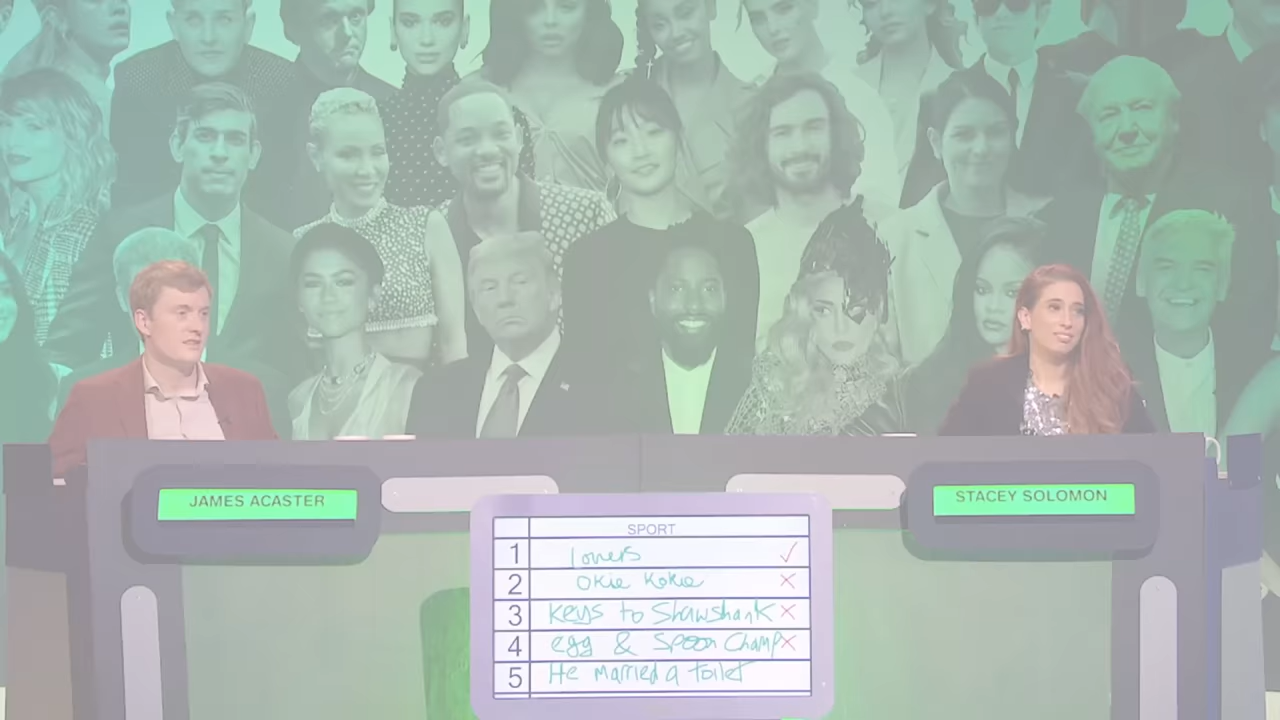 JAMES ACASTER
STACEY SOLOMON
SPORT
1 lovers ✓
2 Okie Kokie ✗
3 Keys to Shawshank ✗
4 egg & Spoon Champ ✗
5 He married a toilet